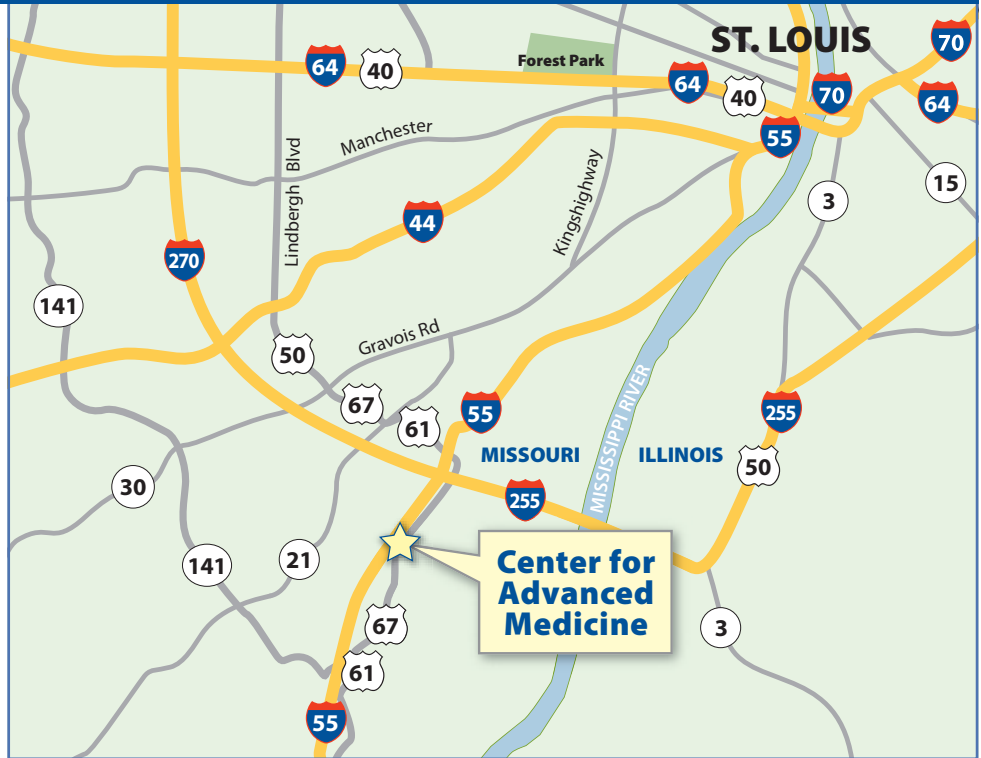 ST. LOUIS
70
64
40
Forest Park
64
40
70
64
55
Manchester
Lindbergh Blvd
Kingshighway
3
15
44
270
141
Gravois Rd
50
67
61
55
255
MISSOURI
ILLINOIS
MISSISSIPPI RIVER
50
30
255
21
141
Center for
Advanced
Medicine
67
3
61
55